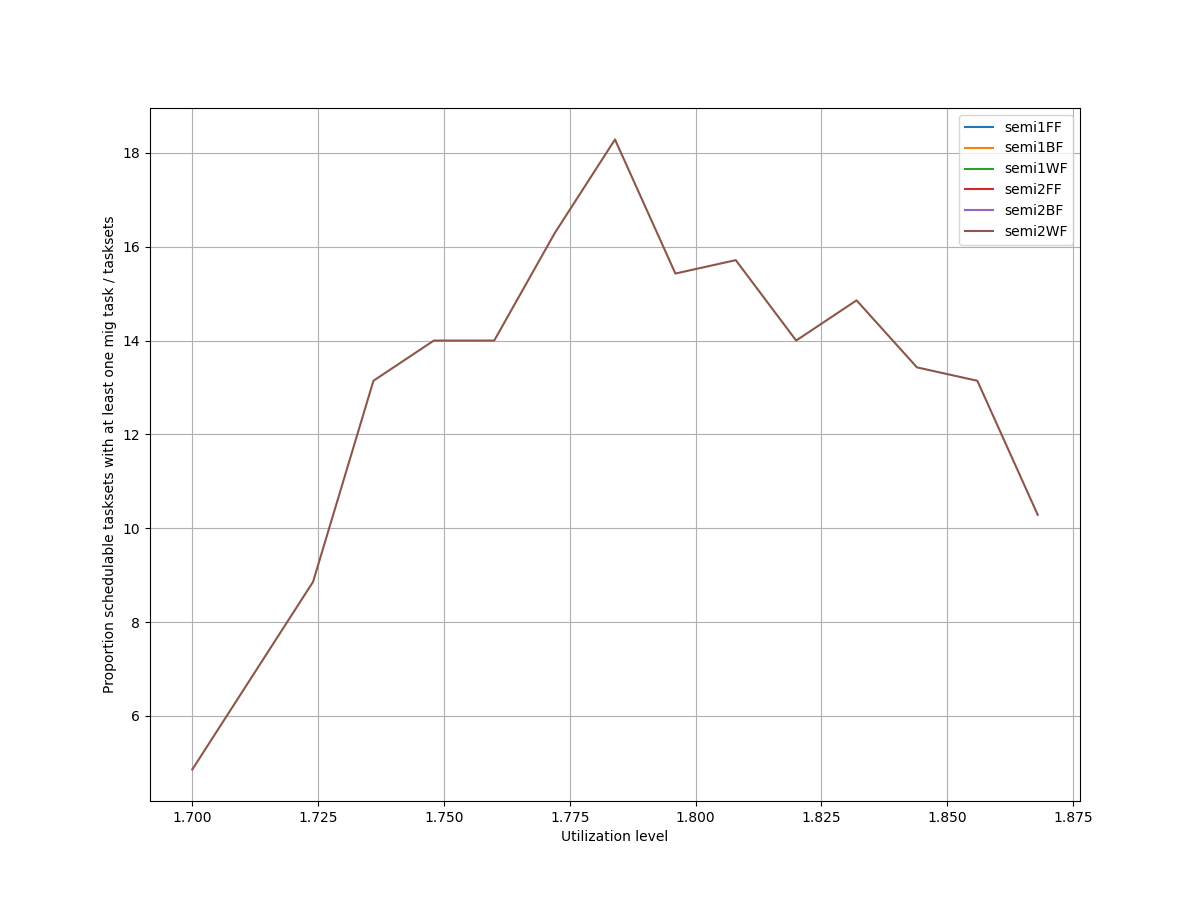 semi1FF
semi1BF
semi1WF
semi2FF
semi2BF
semi2WF
Proportion schedulable tasksets with at least one mig task / tasksets
18
16
14
12
10
8
6
1.700 1.725 1.750 1.775 1.800 1.825 1.850 1.875
Utilization level